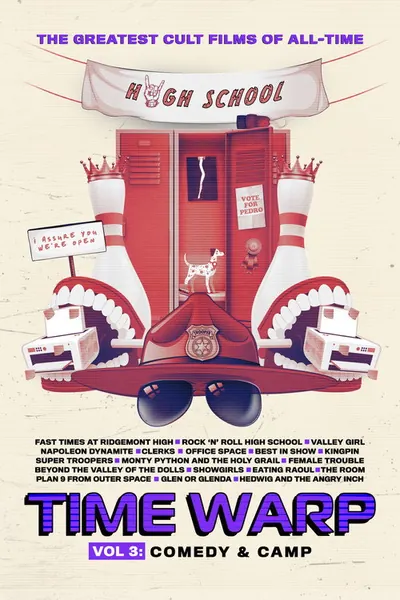 THE GREATEST CULT FILMS OF ALL-TIME
HIGH SCHOOL
VOTE
FOR
PEDRO
I ASSURE YOU
WE'RE OPEN
FAST TIMES AT RIDGEMONT HIGH ■ ROCK 'N' ROLL HIGH SCHOOL ■ VALLEY GIRL
NAPOLEON DYNAMITE ■ CLERKS ■ OFFICE SPACE ■ BEST IN SHOW ■ KINGPIN
SUPER TROOPERS ■ MONTY PYTHON AND THE HOLY GRAIL ■ FEMALE TROUBLE
BEYOND THE VALLEY OF THE DOLLS ■ SHOWGIRLS ■ EATING RAOUL ■ THE ROOM
PLAN 9 FROM OUTER SPACE ■ GLEN OR GLENDA ■ HEDWIG AND THE ANGRY INCH
TIME WARP
VOL 3: COMEDY & CAMP